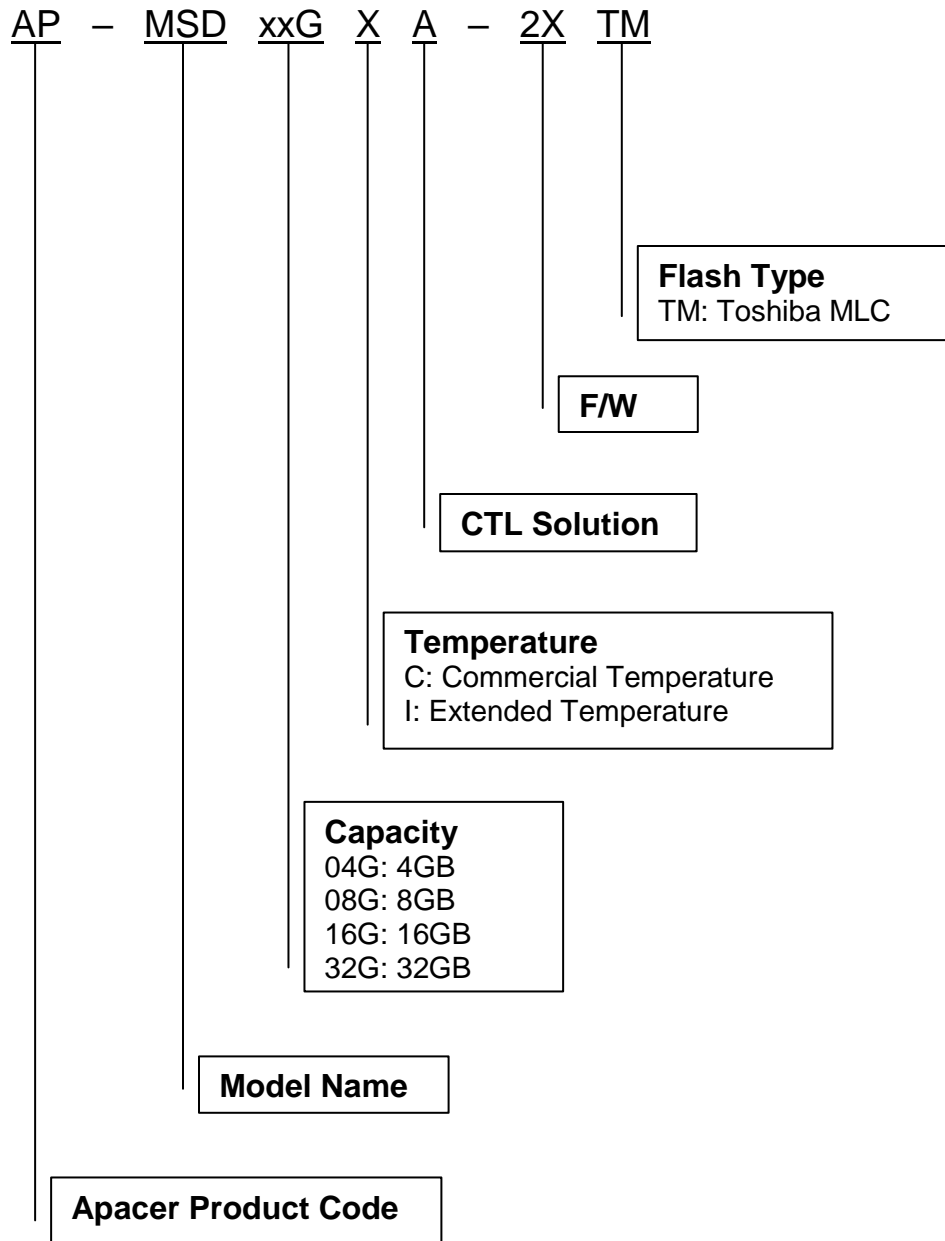 AP – MSD xxG X A – 2X TM
Flash Type
TM: Toshiba MLC
F/W
CTL Solution
Temperature
C: Commercial Temperature
I: Extended Temperature
Capacity
04G: 4GB
08G: 8GB
16G: 16GB
32G: 32GB
Model Name
Apacer Product Code